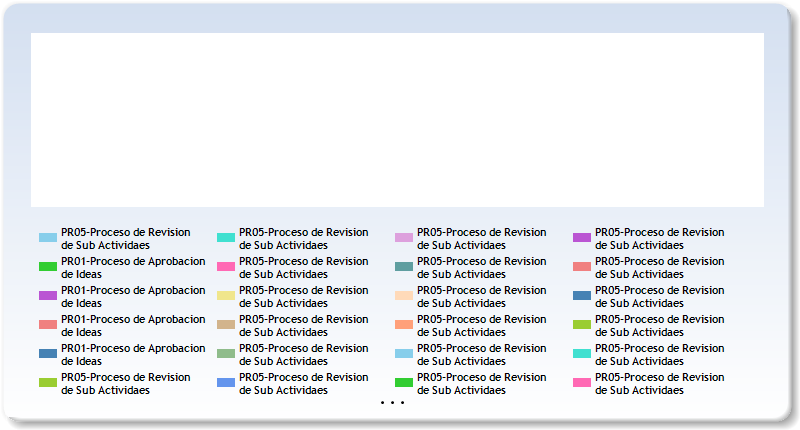 PR05-Proceso de Revision
de Sub Actividaes
PR05-Proceso de Revision
de Sub Actividaes
PR05-Proceso de Revision
de Sub Actividaes
PR05-Proceso de Revision
de Sub Actividaes
PR01-Proceso de Aprobacion
de Ideas
PR05-Proceso de Revision
de Sub Actividaes
PR05-Proceso de Revision
de Sub Actividaes
PR05-Proceso de Revision
de Sub Actividaes
PR01-Proceso de Aprobacion
de Ideas
PR05-Proceso de Revision
de Sub Actividaes
PR05-Proceso de Revision
de Sub Actividaes
PR05-Proceso de Revision
de Sub Actividaes
PR01-Proceso de Aprobacion
de Ideas
PR05-Proceso de Revision
de Sub Actividaes
PR05-Proceso de Revision
de Sub Actividaes
PR05-Proceso de Revision
de Sub Actividaes
PR01-Proceso de Aprobacion
de Ideas
PR05-Proceso de Revision
de Sub Actividaes
PR05-Proceso de Revision
de Sub Actividaes
PR05-Proceso de Revision
de Sub Actividaes
PR05-Proceso de Revision
de Sub Actividaes
PR05-Proceso de Revision
de Sub Actividaes
PR05-Proceso de Revision
de Sub Actividaes
PR05-Proceso de Revision
de Sub Actividaes
...